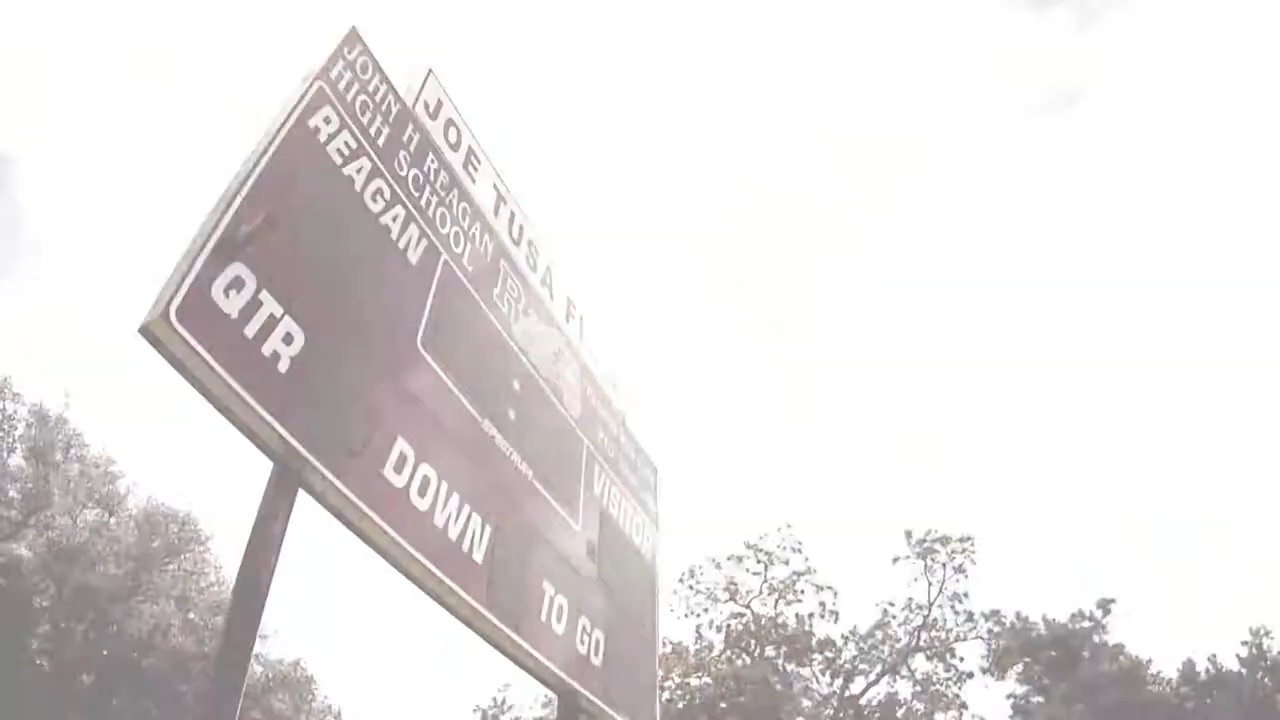 JOE TUSA FI
JOHN H REAGAN
HIGH SCHOOL
R
REAGAN
VISITOR
QTR
DOWN
TO GO